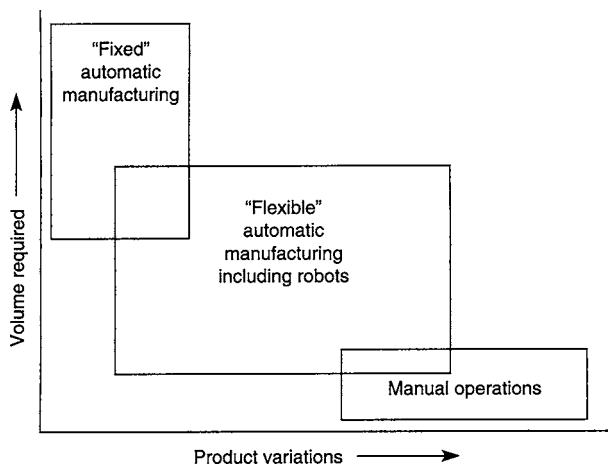 “Fixed”
automatic
manufacturing
“Flexible”
automatic
manufacturing
including robots
Manual operations
Volume required
Product variations